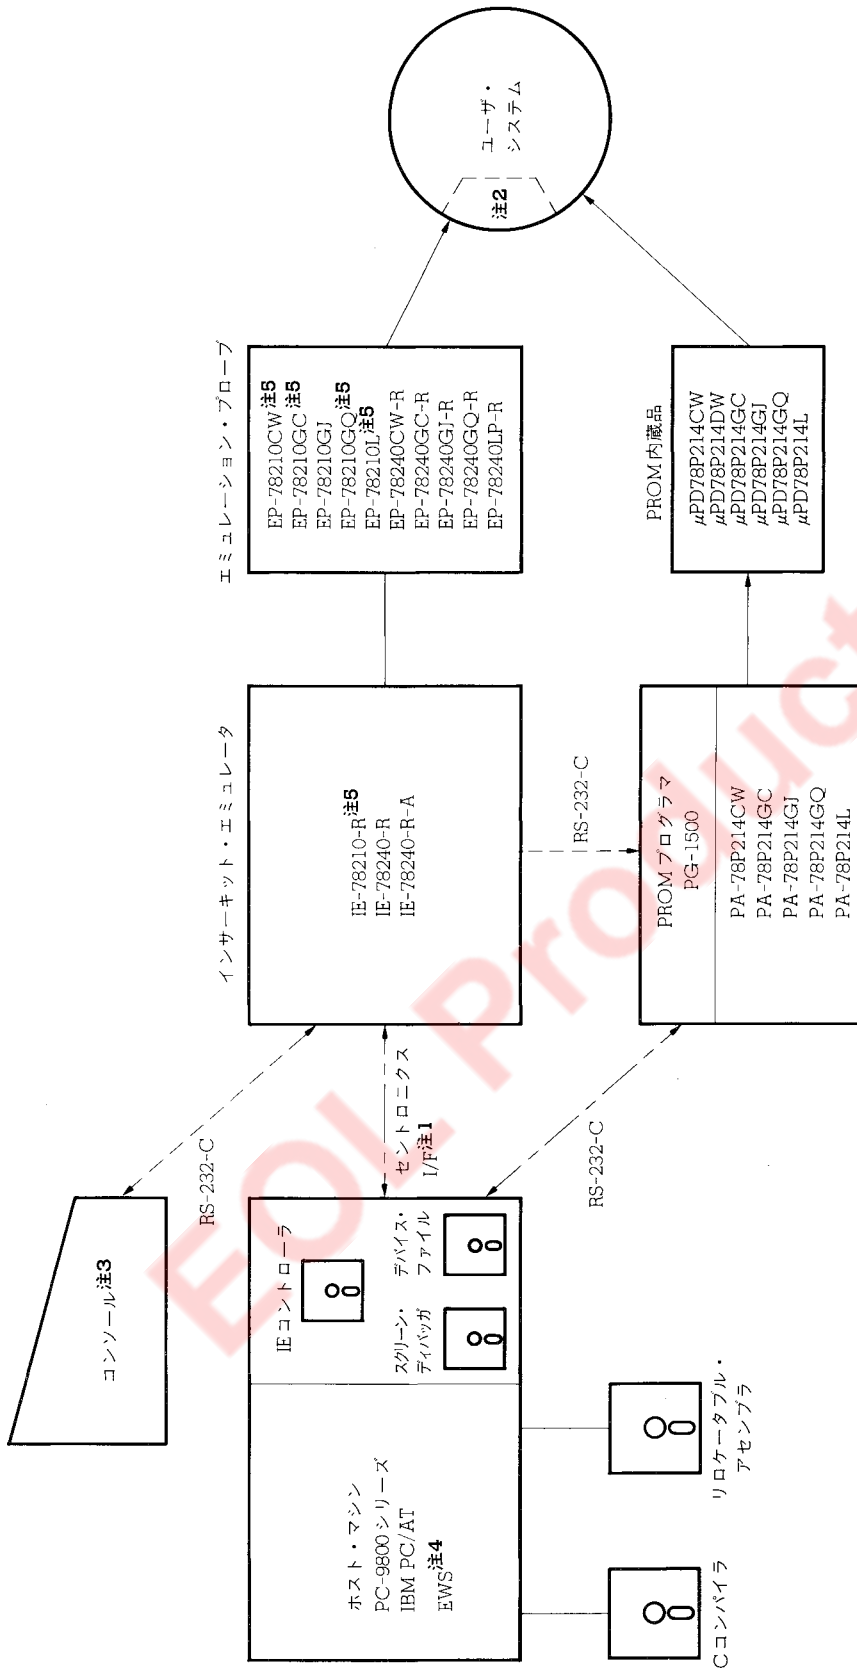 コンソール注3
RS-232-C
ホスト・マシン
PC-9800シリーズ
IBM PC/AT
EWS注4
IEコントローラ
スクリーン・
ディバッガ
デバイス・
ファイル
Cコンパイラ
リロケータブル・
アセンブラ
セントロニクス
I/F注1
RS-232-C
インサーキット・エミュレータ
IE-78210-R注5
IE-78240-R
IE-78240-R-A
RS-232-C
PROMプログラマ
PG-1500
PA-78P214CW
PA-78P214GC
PA-78P214GJ
PA-78P214GQ
PA-78P214L
エミュレーション・プローブ
EP-78210CW注5
EP-78210GC注5
EP-78210GJ
EP-78210GQ注5
EP-78210L注5
EP-78240CW-R
EP-78240GC-R
EP-78240GJ-R
EP-78240GQ-R
EP-78240LP-R
PROM内蔵品
μPD78P214CW
μPD78P214DW
μPD78P214GC
μPD78P214GJ
μPD78P214GQ
μPD78P214L
ユーザ・
システム
注2
EOL Product